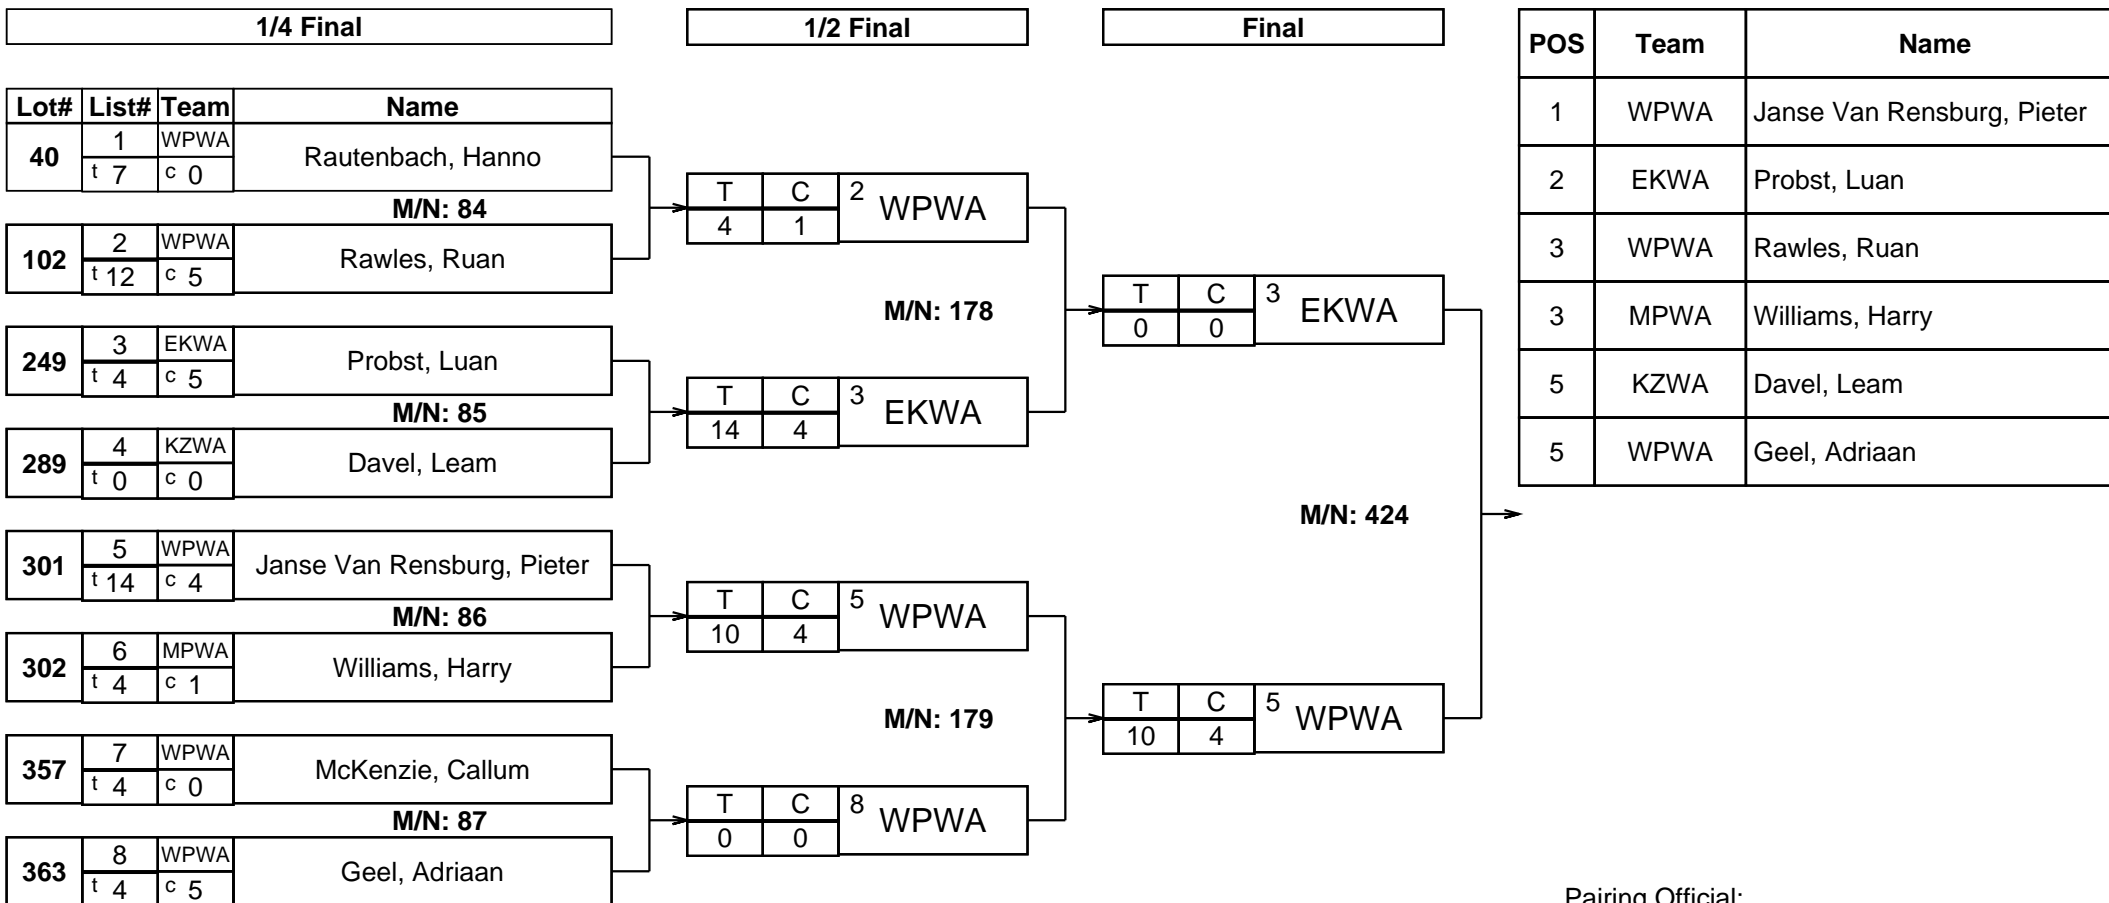 1/4 Final 1/2 Final Final
Lot# List# Team Name
40 1 WPWA Rautenbach, Hanno
t 7 c 0
M/N: 84
102 2 WPWA Rawles, Ruan
t 12 c 5
249 3 EKWA Probst, Luan
t 4 c 5
M/N: 85
289 4 KZWA Davel, Leam
t 0 c 0
301 5 WPWA Janse Van Rensburg, Pieter
t 14 c 4
M/N: 86
302 6 MPWA Williams, Harry
t 4 c 1
357 7 WPWA McKenzie, Callum
t 4 c 0
M/N: 87
363 8 WPWA Geel, Adriaan
t 4 c 5
T C 2 WPWA
4 1
M/N: 178
T C 3 EKWA
14 4
T C 5 WPWA
10 4
M/N: 179
T C 8 WPWA
0 0
T C 3 EKWA
0 0
M/N: 424
T C 5 WPWA
10 4
POS Team Name
1 WPWA Janse Van Rensburg, Pieter
2 EKWA Probst, Luan
3 WPWA Rawles, Ruan
3 MPWA Williams, Harry
5 KZWA Davel, Leam
5 WPWA Geel, Adriaan
Pairing Official: